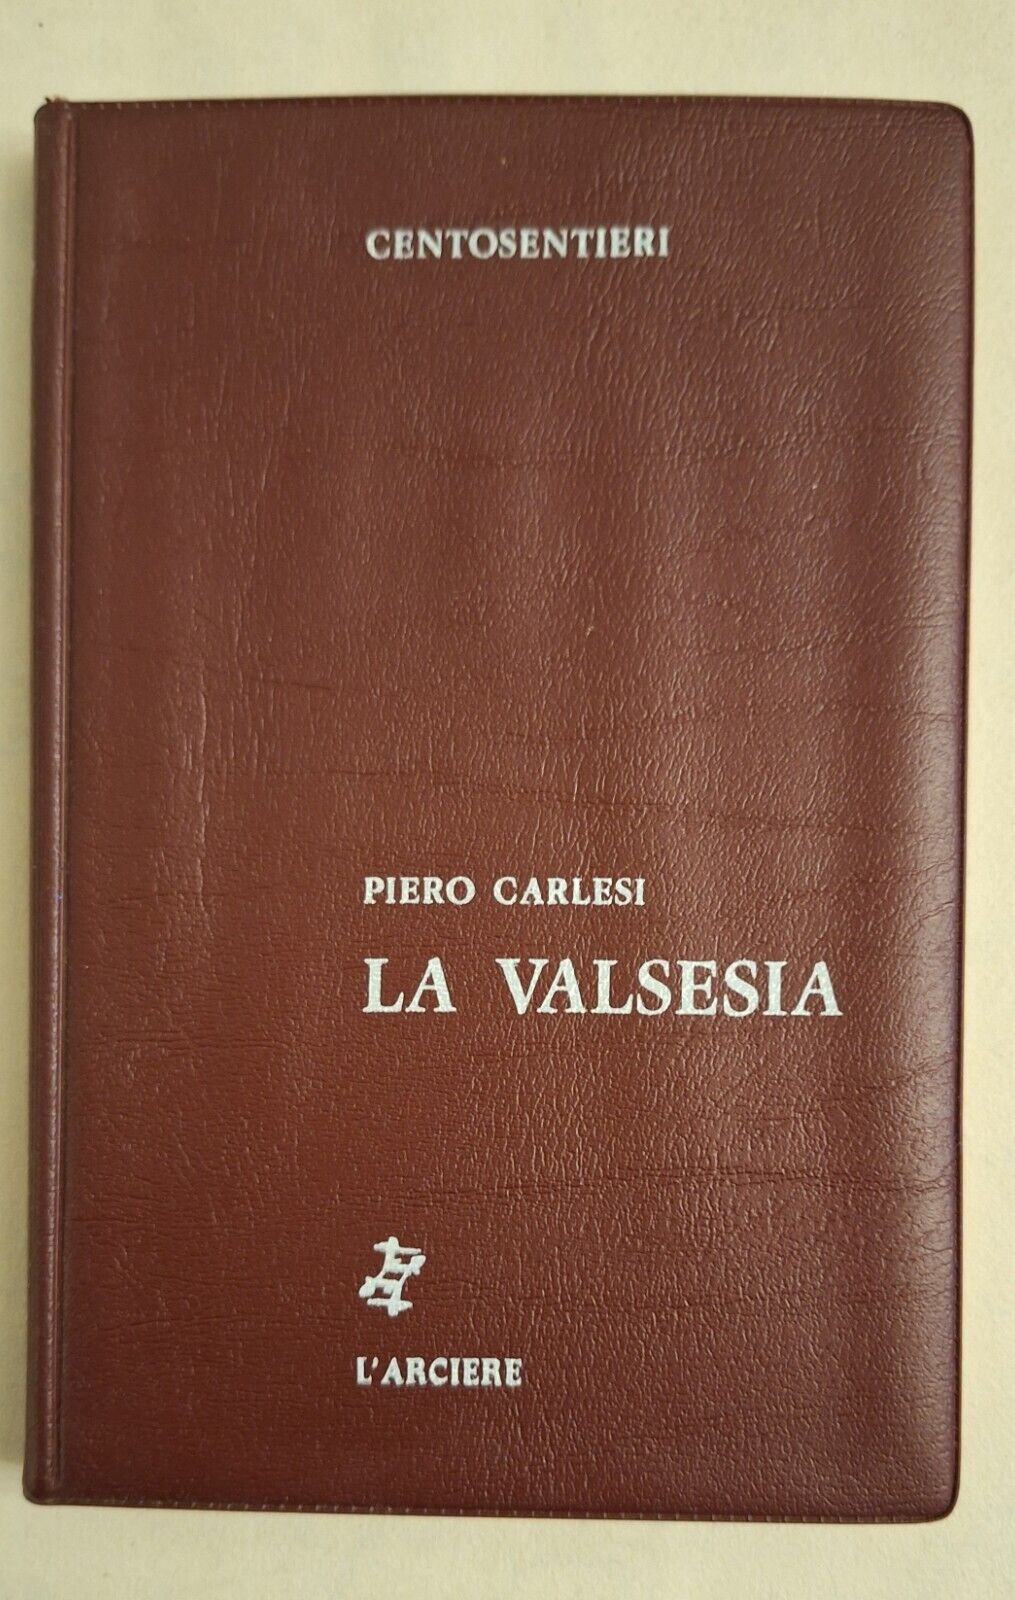 CENTOSENTIERI
PIERO CARLESI
LA VALSESIA
L'ARCIERE